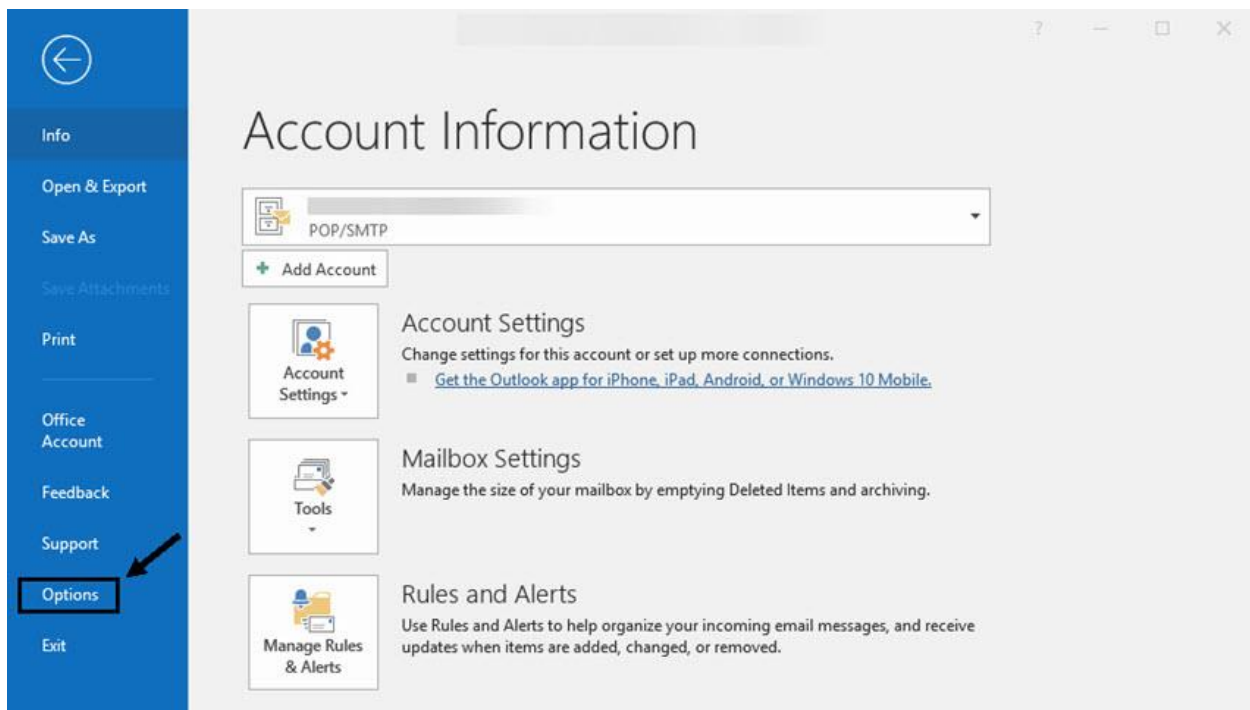 ?
Info
Open & Export
Save As
Save Attachments
Print
Office
Account
Feedback
Support
Options
Exit
Account Information
POP/SMTP
Add Account
Account
Settings
Account Settings
Change settings for this account or set up more connections.
Get the Outlook app for iPhone, iPad, Android, or Windows 10 Mobile.
Tools
Mailbox Settings
Manage the size of your mailbox by emptying Deleted Items and archiving.
Manage Rules
& Alerts
Rules and Alerts
Use Rules and Alerts to help organize your incoming email messages, and receive
updates when items are added, changed, or removed.